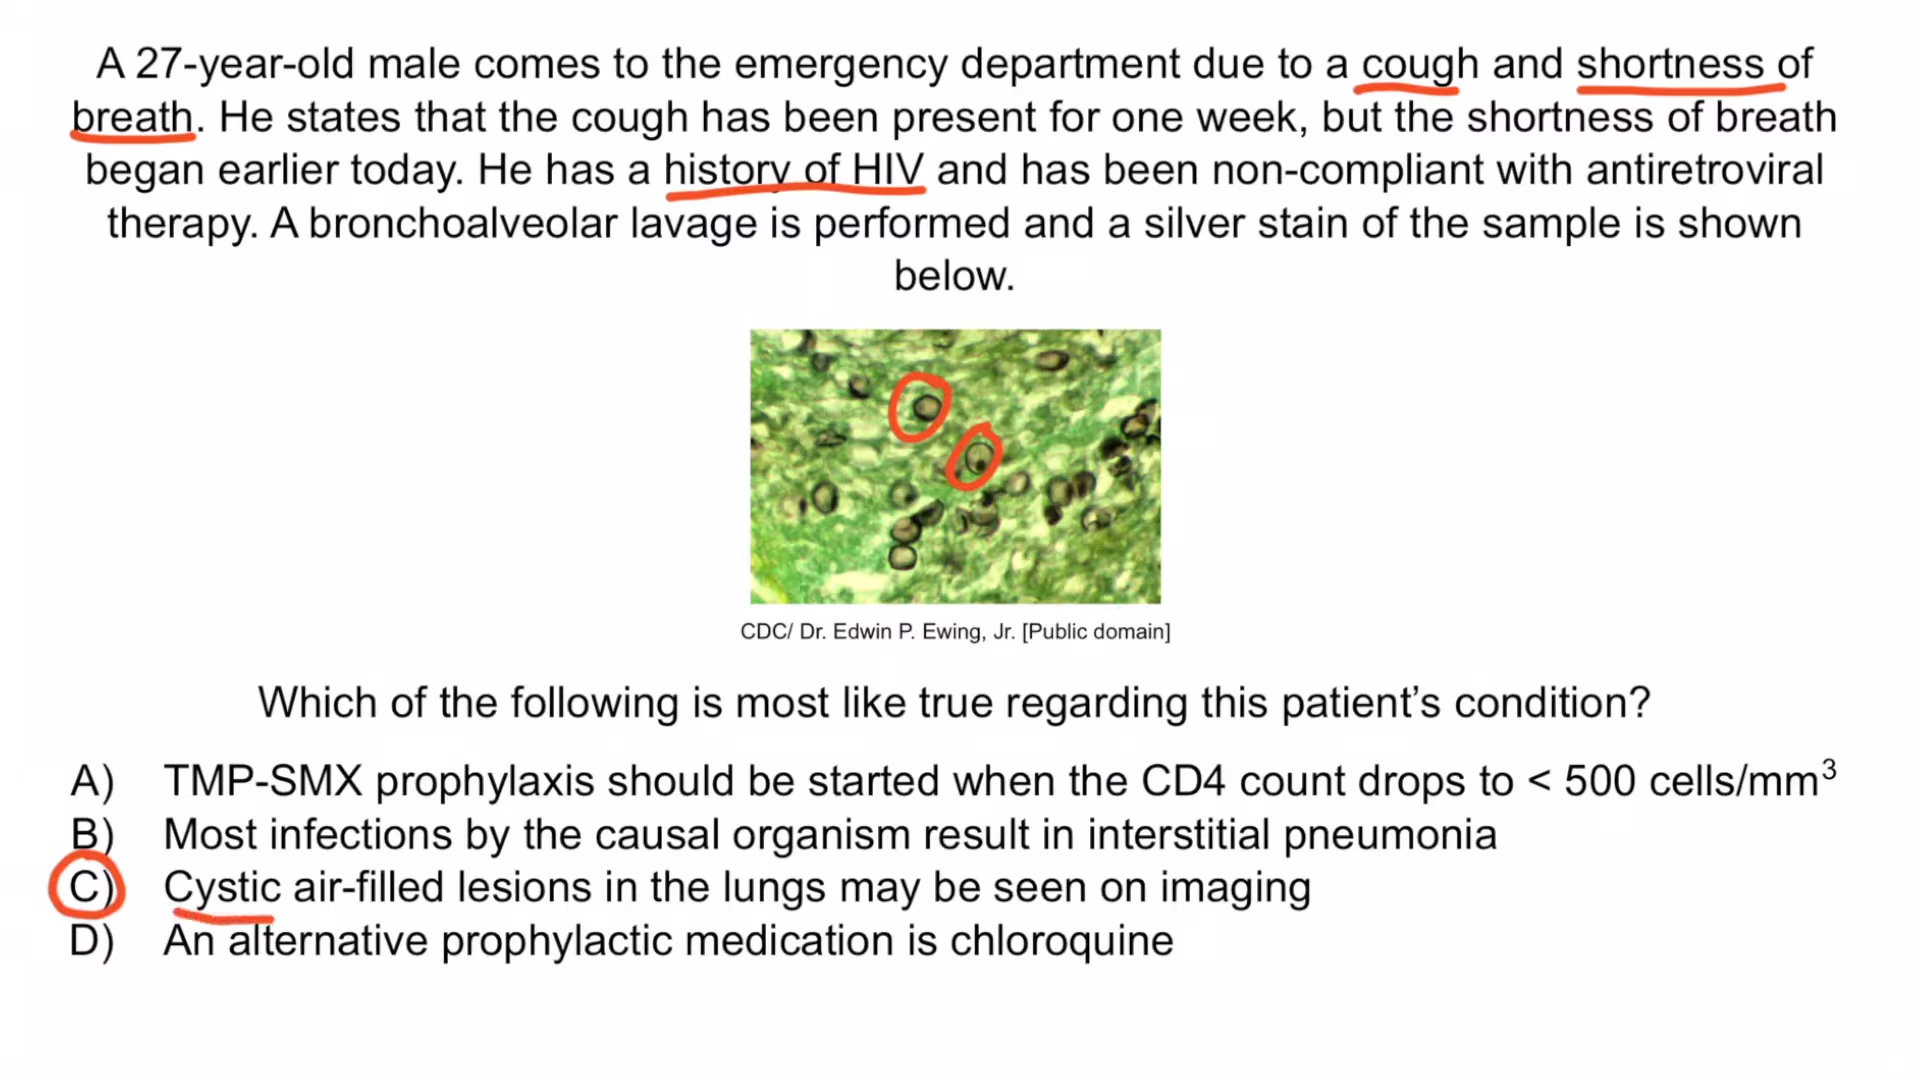 A 27-year-old male comes to the emergency department due to a cough and shortness of
breath. He states that the cough has been present for one week, but the shortness of breath
began earlier today. He has a history of HIV and has been non-compliant with antiretroviral
therapy. A bronchoalveolar lavage is performed and a silver stain of the sample is shown
below.
CDC/ Dr. Edwin P. Ewing, Jr. [Public domain]
Which of the following is most like true regarding this patient’s condition?
A) TMP-SMX prophylaxis should be started when the CD4 count drops to < 500 cells/mm³
B) Most infections by the causal organism result in interstitial pneumonia
C) Cystic air-filled lesions in the lungs may be seen on imaging
D) An alternative prophylactic medication is chloroquine